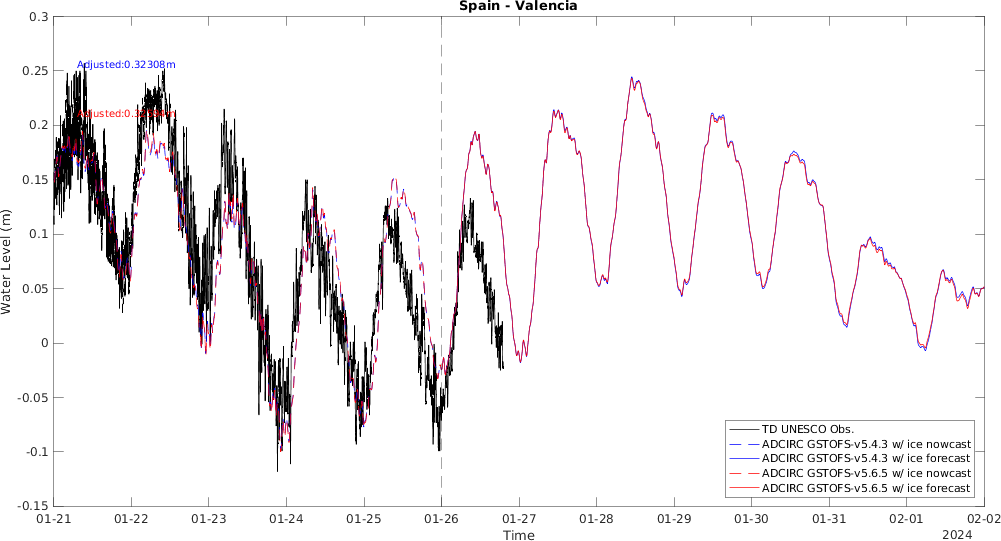 Spain - Valencia
0.3
0.25
0.2
0.15
0.1
0.05
0
-0.05
-0.1
-0.15
Water Level (m)
Adjusted:0.32308m
TD UNESCO Obs.
ADCIRC GSTOFS-v5.4.3 w/ ice nowcast
ADCIRC GSTOFS-v5.4.3 w/ ice forecast
ADCIRC GSTOFS-v5.6.5 w/ ice nowcast
ADCIRC GSTOFS-v5.6.5 w/ ice forecast
01-21 01-22 01-23 01-24 01-25 01-26 01-27 01-28 01-29 01-30 01-31 02-01 02-02
Time
2024